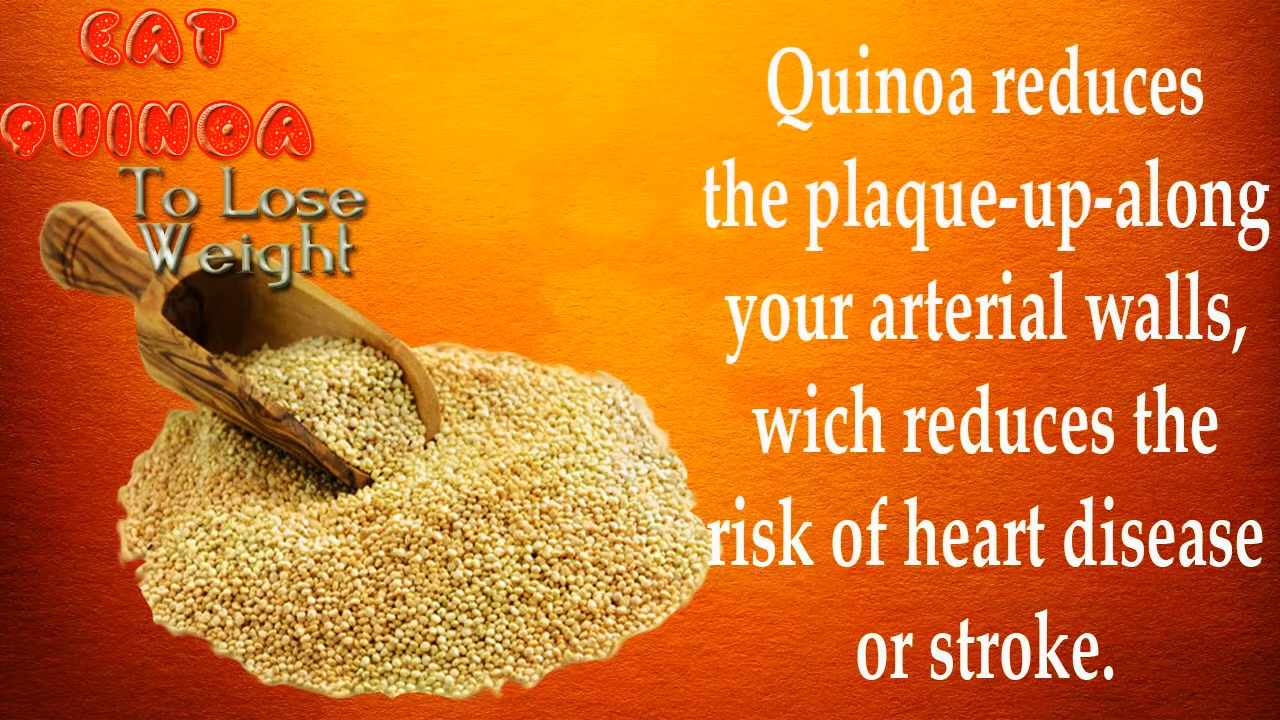 EAT
QUINOA
To Lose
Weight
Quinoa reduces
the plaque-up-along
your arterial walls,
wich reduces the
risk of heart disease
or stroke.